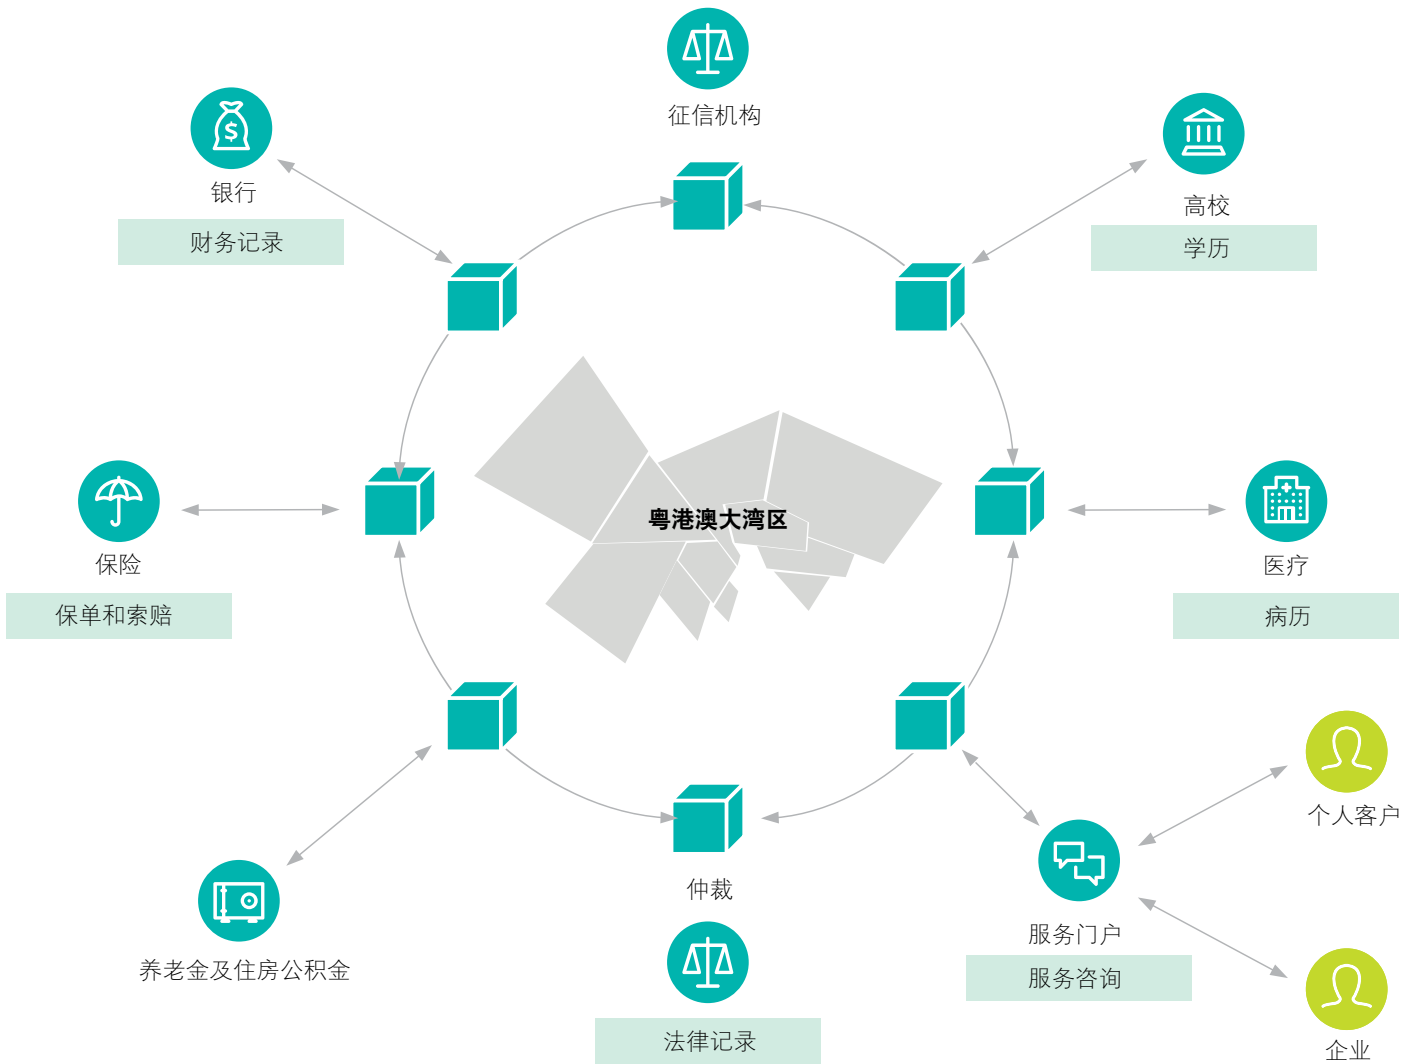 征信机构
银行
财务记录
高校
学历
$
粤港澳大湾区
保险
保单和索赔
医疗
病历
个人客户
仲裁
法律记录
服务门户
服务咨询
养老金及住房公积金
企业